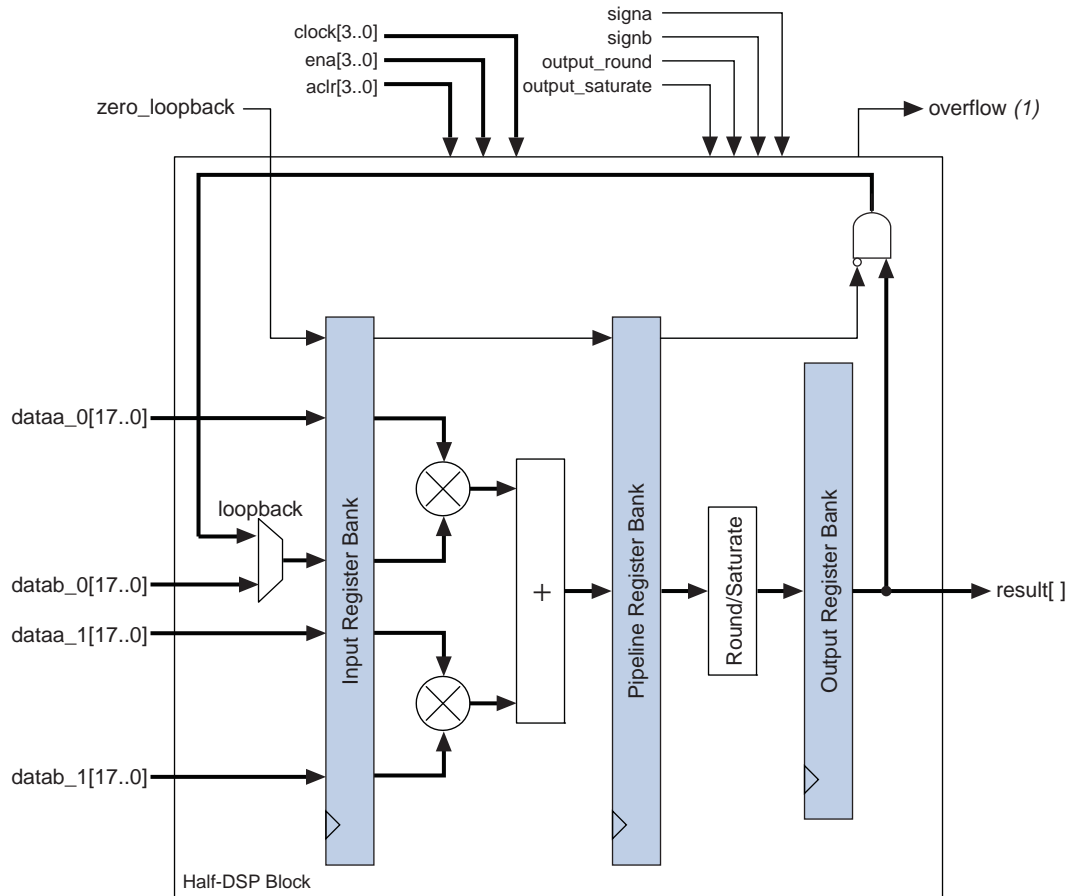 signa
clock[3..0]
signb
ena[3..0]
output_round
aclr[3..0]
output_saturate
zero_loopback
overflow (1)
dataa_0[17..0]
loopback
datab_0[17..0]
dataa_1[17..0]
datab_1[17..0]
Input Register Bank
+
Pipeline Register Bank
Round/Saturate
Output Register Bank
result[ ]
Half-DSP Block